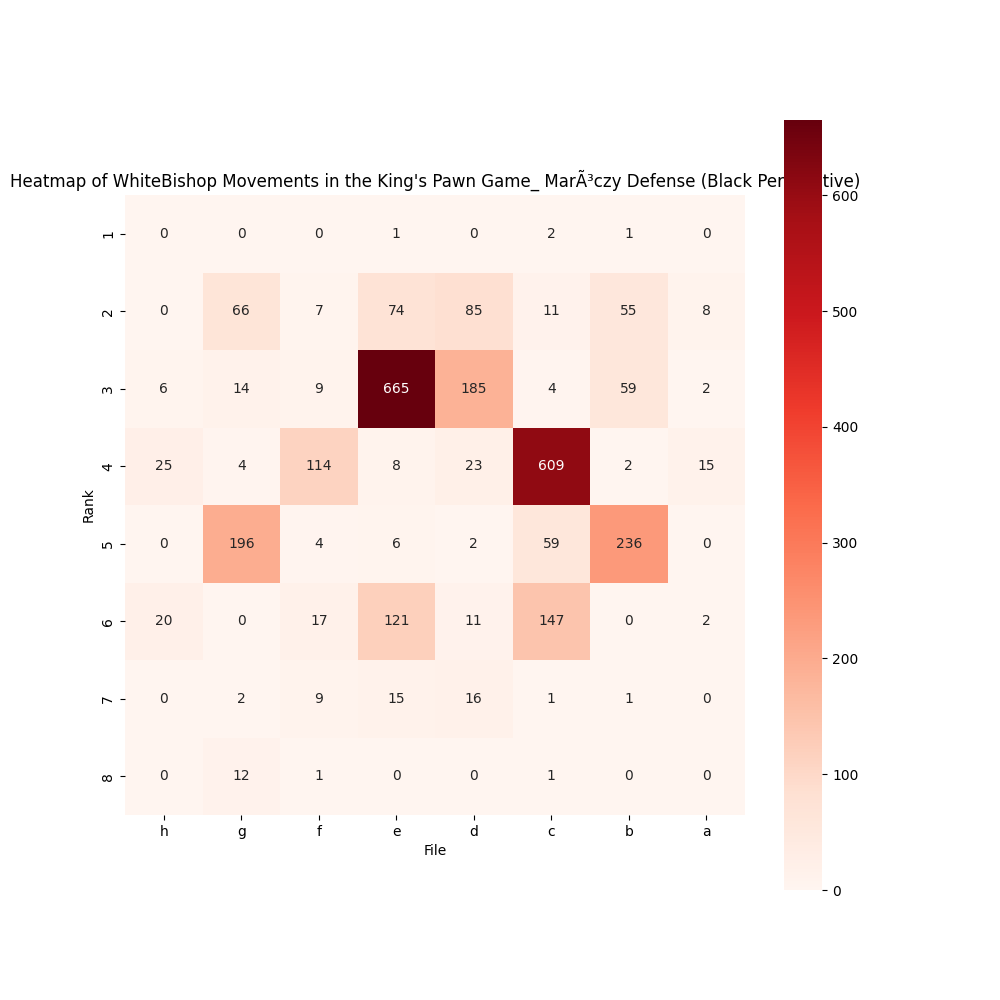 Heatmap of WhiteBishop Movements in the King's Pawn Game_ MarÃ³czy Defense (Black Per tive)
600
1 0 0 0 1 0 2 1 0
2 0 66 7 74 85 11 55 8
500
3 6 14 9 665 185 4 59 2
400
4 25 4 114 8 23 609 2 15
Rank
5 0 196 4 6 2 59 236 0
300
6 20 0 17 121 11 147 0 2
200
7 0 2 9 15 16 1 1 0
100
8 0 12 1 0 0 1 0 0
h g f e d c b a
File
0